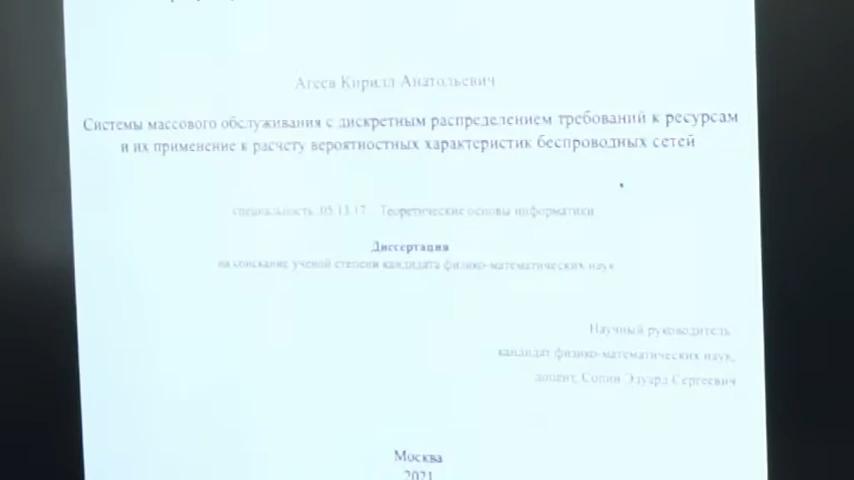 Агеев Кирилл Анатольевич
Системы массового обслуживания с дискретным распределением требований к ресурсам
и их применение к расчету вероятностных характеристик беспроводных сетей
специальность 05.13.17 Теоретические основы информатики
Диссертация
на соискание ученой степени кандидата физико-математических наук
Научный руководитель
кандидат физико-математических наук,
доцент, Сопин Эдуард Сергеевич
Москва
2021